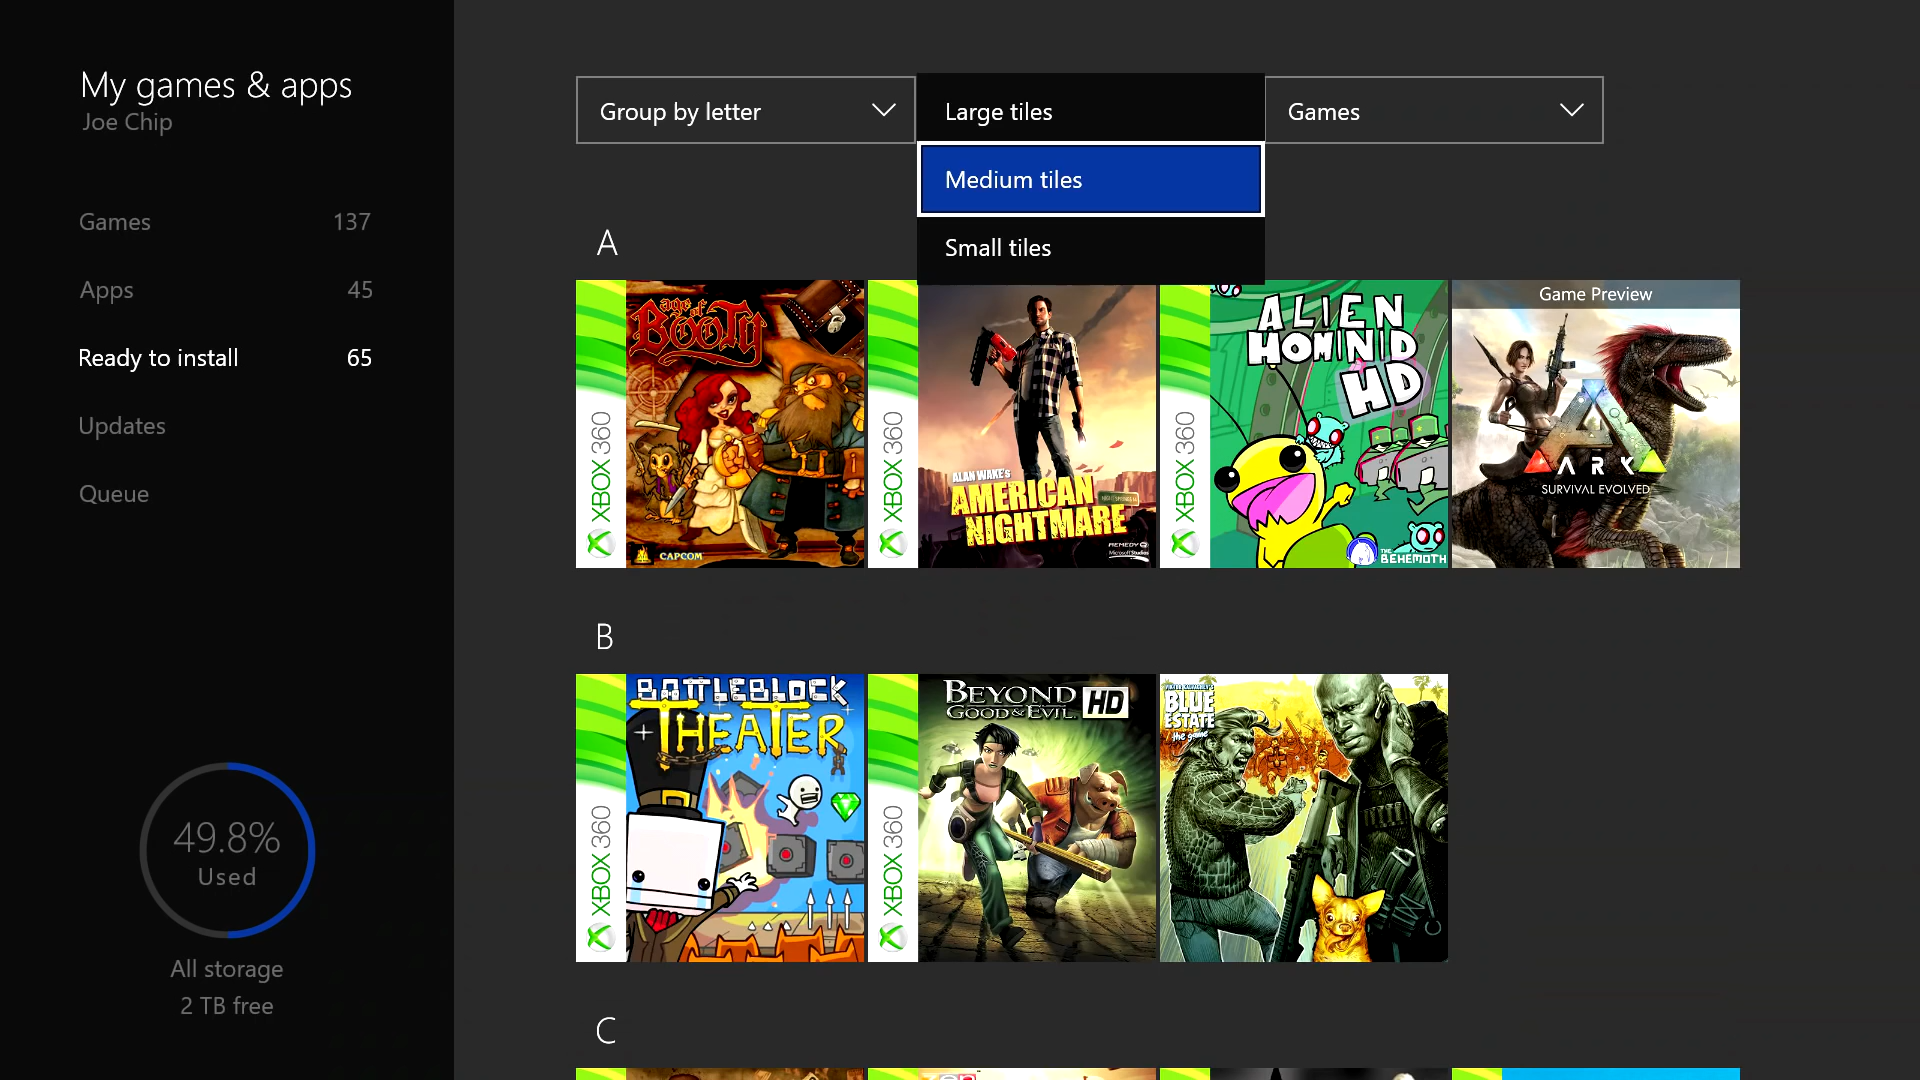 My games & apps
Joe Chip
Games 137
Apps 45
Ready to install 65
Updates
Queue
49.8%
Used
All storage
2 TB free
Group by letter
Large tiles
Medium tiles
Small tiles
Games
A
XBOX 360
age of
BOOTY
CAPCOM
XBOX 360
ALAN WAKE'S
AMERICAN
NIGHTMARE
REMEDY
Microsoft Studios
XBOX 360
ALIEN
HOMINID
HD
THE
BEHEMOTH
Game Preview
ARK
SURVIVAL EVOLVED
B
XBOX 360
BATTLEBLOCK
THEATER
XBOX 360
BEYOND
GOOD & EVIL HD
BLUE
ESTATE
the game
C